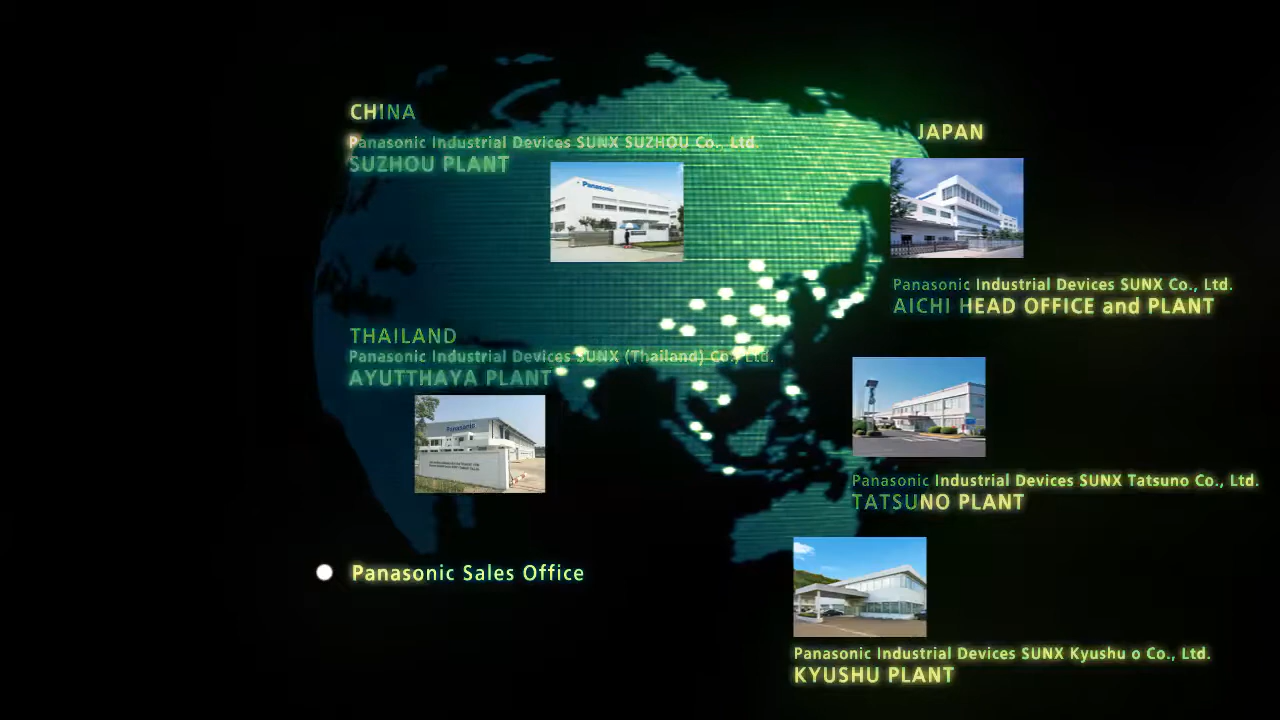 CHINA
Panasonic Industrial Devices SUNX SUZHOU Co., Ltd.
SUZHOU PLANT
Panasonic
JAPAN
Panasonic Industrial Devices SUNX Co., Ltd.
AICHI HEAD OFFICE and PLANT
THAILAND
Panasonic Industrial Devices SUNX (Thailand) Co., Ltd.
AYUTTHAYA PLANT
Panasonic
Panasonic Industrial Devices SUNX Tatsuno Co., Ltd.
TATSUNO PLANT
Panasonic Sales Office
Panasonic Industrial Devices SUNX Kyushu o Co., Ltd.
KYUSHU PLANT